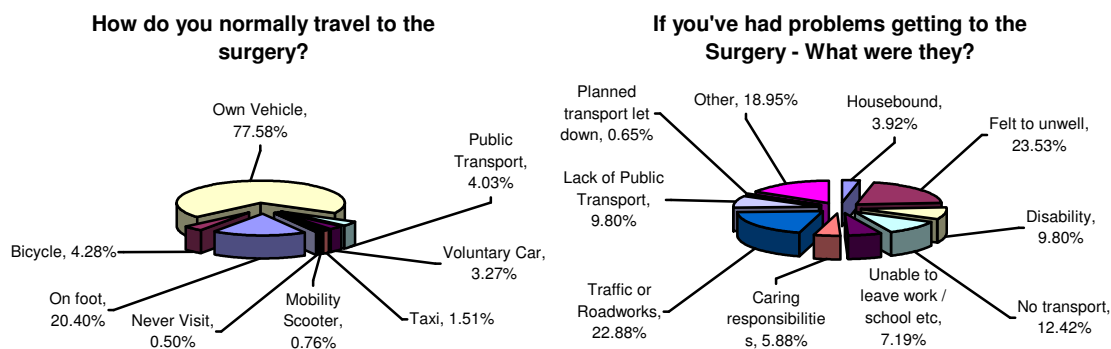 How do you normally travel to the
surgery?
Own Vehicle,
77.58%
Public
Transport,
4.03%
Bicycle, 4.28%
Voluntary Car,
3.27%
On foot,
20.40%
Never Visit,
0.50%
Mobility
Scooter,
0.76%
Taxi, 1.51%
If you've had problems getting to the
Surgery - What were they?
Planned
transport let
down, 0.65%
Other, 18.95%
Housebound,
3.92%
Felt to unwell,
23.53%
Lack of Public
Transport,
9.80%
Disability,
9.80%
Traffic or
Roadworks,
22.88%
Caring
responsibilitie
s, 5.88%
Unable to
leave work /
school etc,
7.19%
No transport,
12.42%